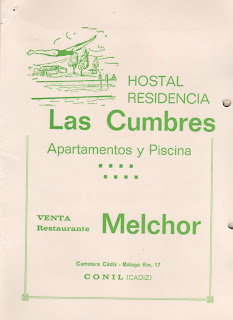 HOSTAL
RESIDENCIA
Las Cumbres
Apartamentos y Piscina
VENTA
Restaurante
Melchor
Carretera Cádiz - Málaga Km. 17
CONIL (CADIZ)